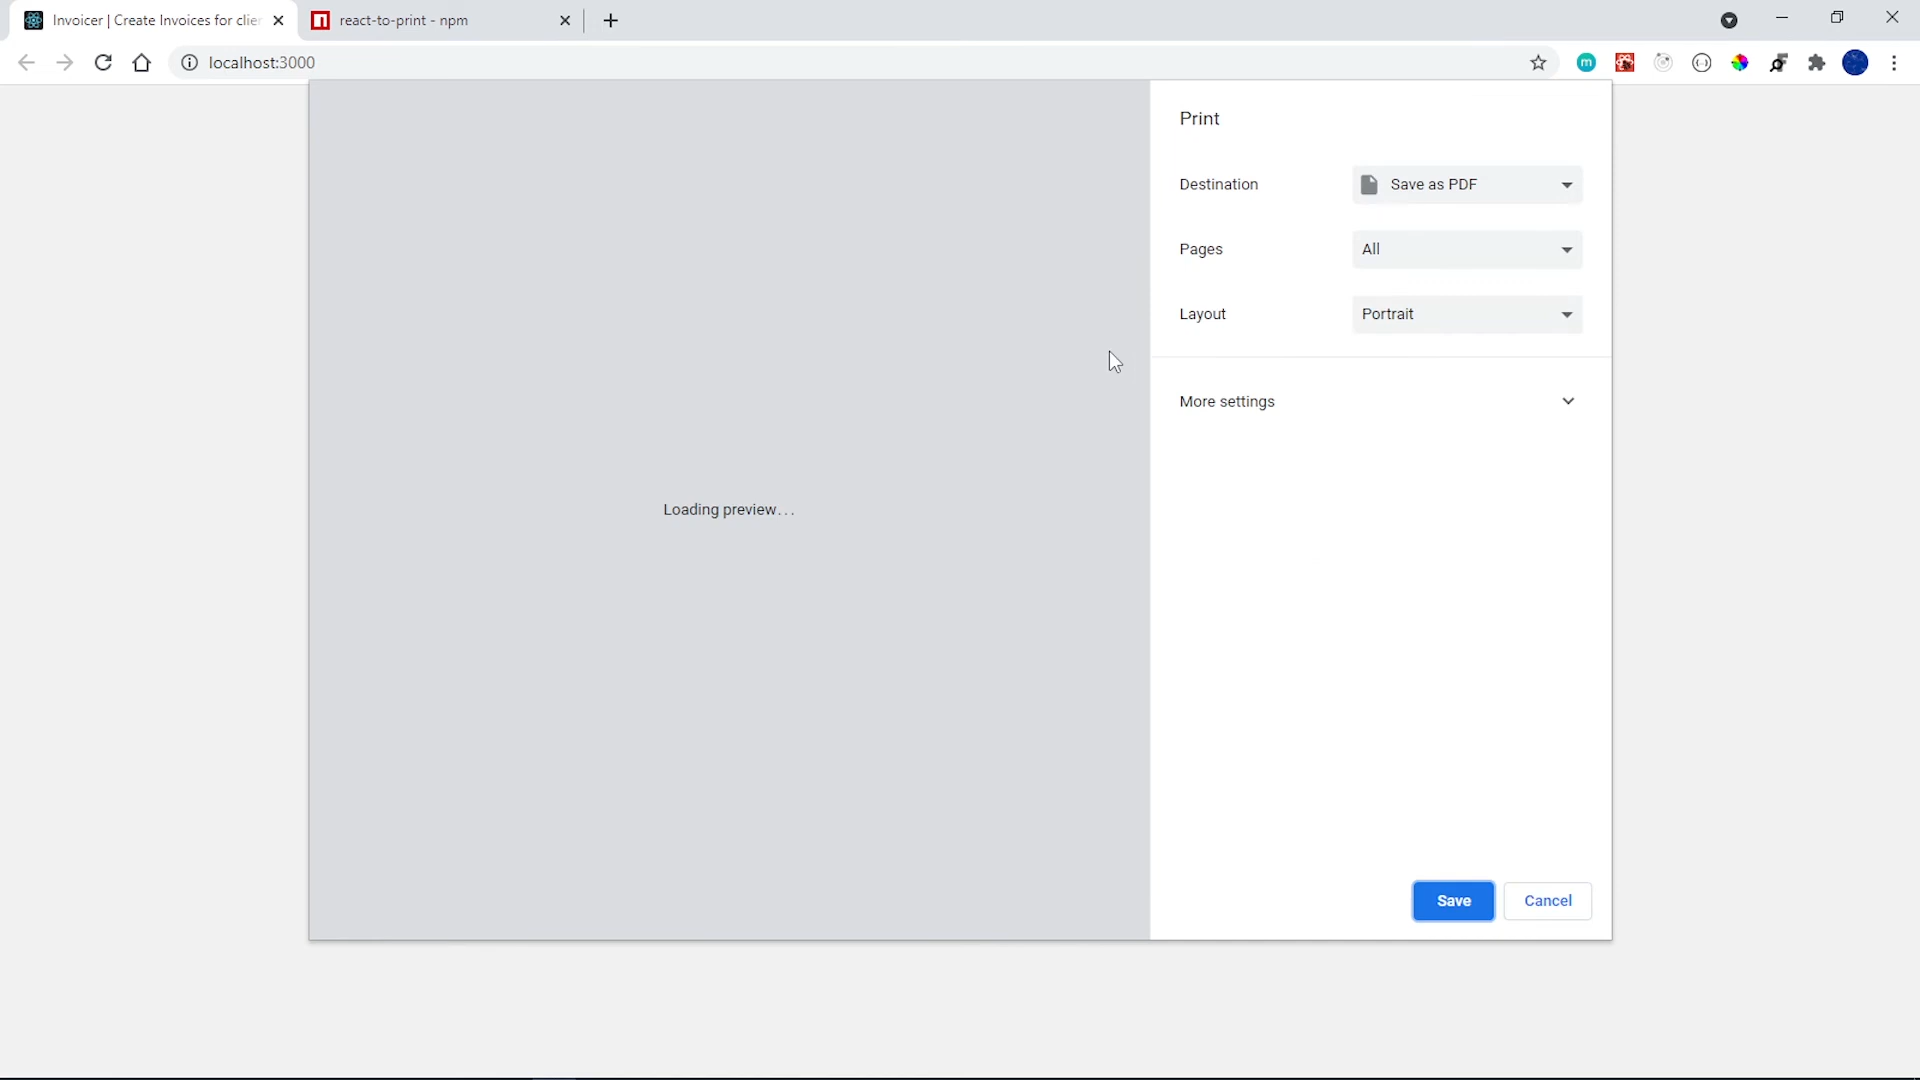 Invoicer | Create Invoices for clie
react-to-print - npm
localhost:3000
m
Print
Destination
Save as PDF
Pages
All
Layout
Portrait
More settings
Loading preview...
Save
Cancel